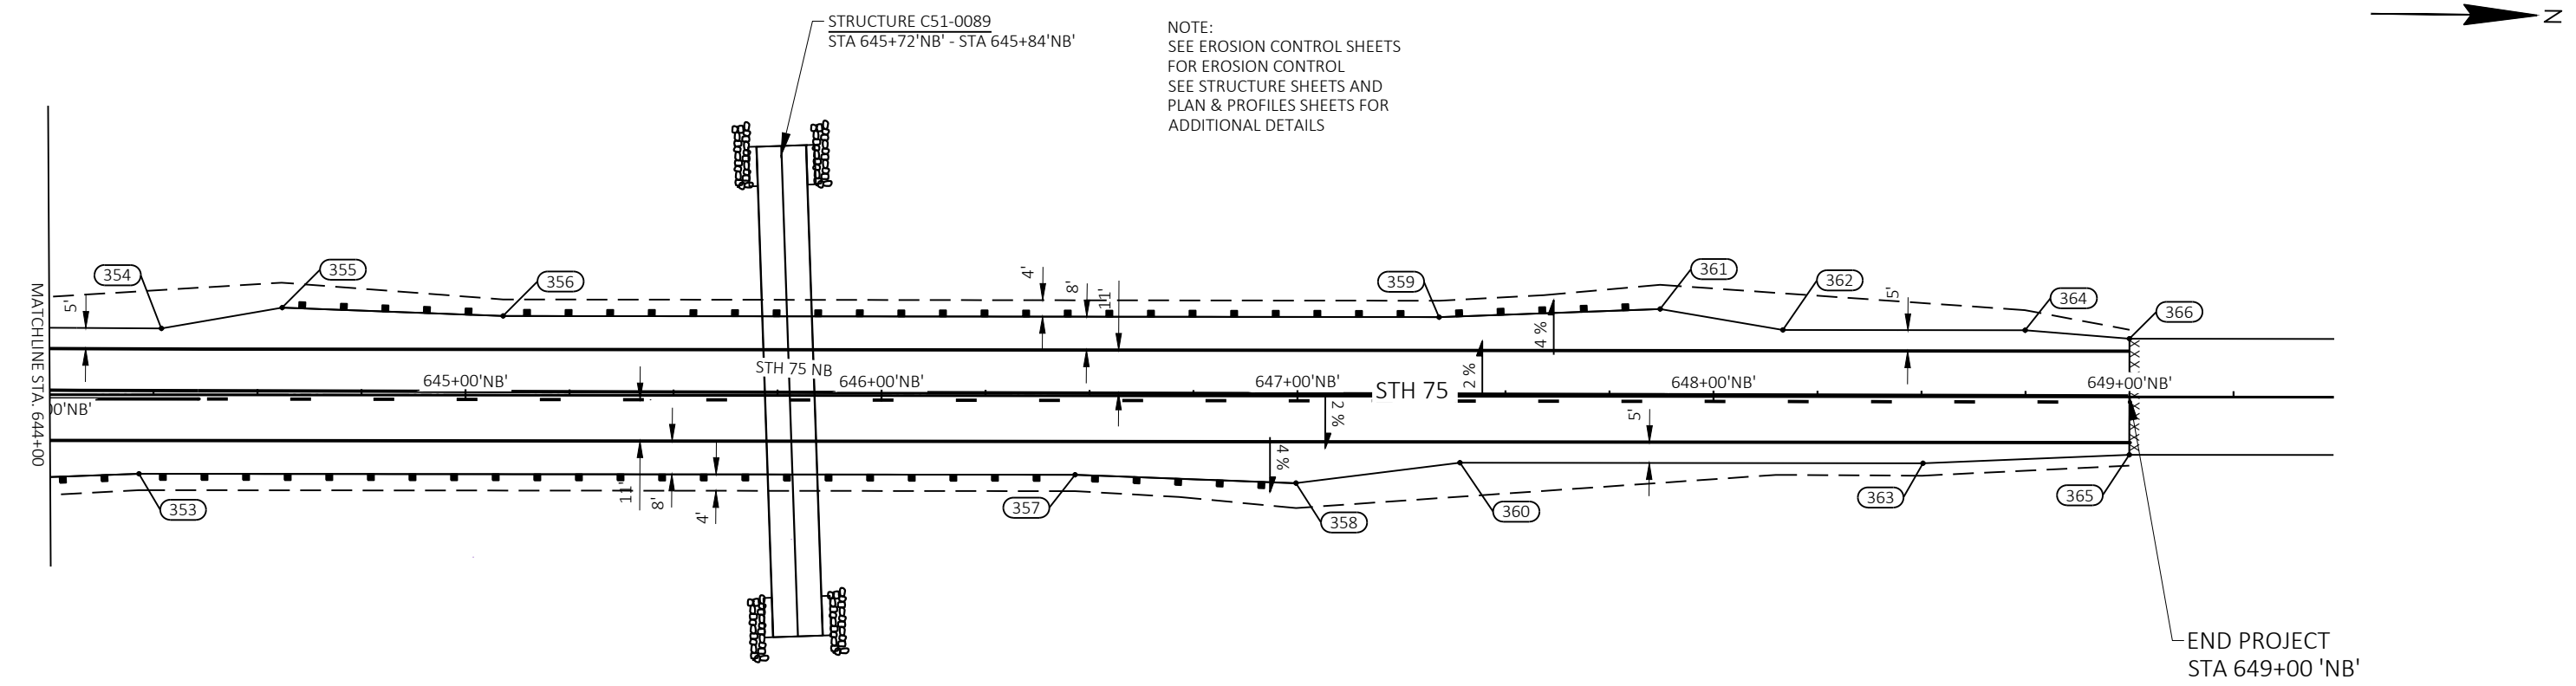 STRUCTURE C51-0089
STA 645+72'NB' - STA 645+84'NB'
NOTE:
SEE EROSION CONTROL SHEETS
FOR EROSION CONTROL
SEE STRUCTURE SHEETS AND
PLAN & PROFILES SHEETS FOR
ADDITIONAL DETAILS
N
354
355
356
359
361
362
364
366
5'
4'
8'
11'
4 %
5'
MATCHLINE STA. 644+00
00'NB'
645+00'NB'
STH 75 NB
646+00'NB'
647+00'NB'
STH 75
2 %
648+00'NB'
649+00'NB'
2 %
4 %
5'
11'
8'
4'
353
357
358
360
363
365
END PROJECT
STA 649+00 'NB'
XXX
XXXXXX